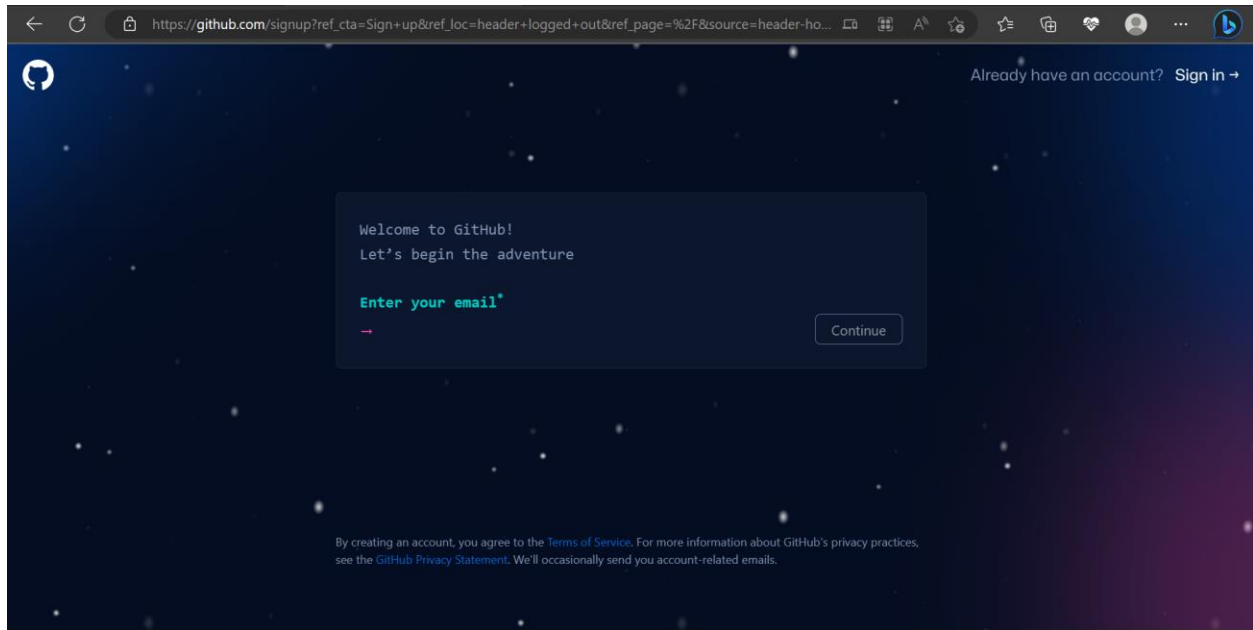 https://github.com/signup?ref_cta=Sign+up&ref_loc=header+logged+out&ref_page=%2F&source=header-ho...
Already have an account? Sign in →
Welcome to GitHub!
Let’s begin the adventure
Enter your email*
→
Continue
By creating an account, you agree to the Terms of Service. For more information about GitHub's privacy practices,
see the GitHub Privacy Statement. We'll occasionally send you account-related emails.